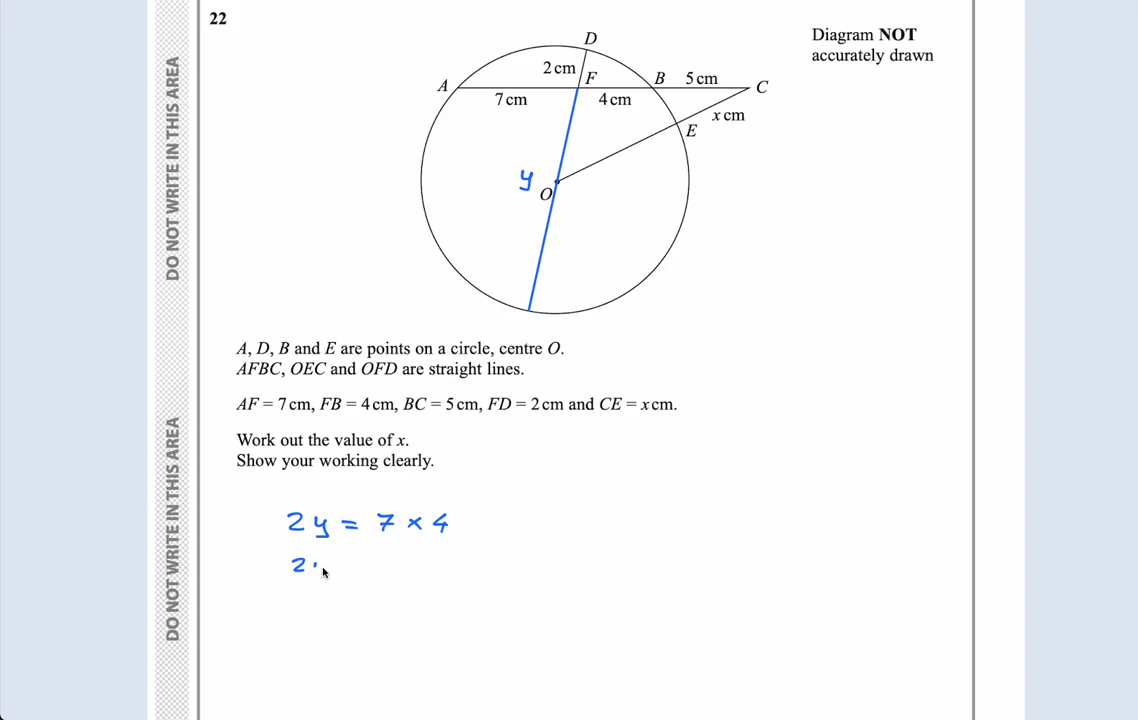 22
Diagram NOT
accurately drawn
DO NOT WRITE IN THIS AREA
D
2 cm
F
A
B
5 cm
C
7 cm
4 cm
x cm
E
y
O
A, D, B and E are points on a circle, centre O.
AFBC, OEC and OFD are straight lines.
AF = 7 cm, FB = 4 cm, BC = 5 cm, FD = 2 cm and CE = x cm.
Work out the value of x.
Show your working clearly.
DO NOT WRITE IN THIS AREA
2y = 7 × 4
2